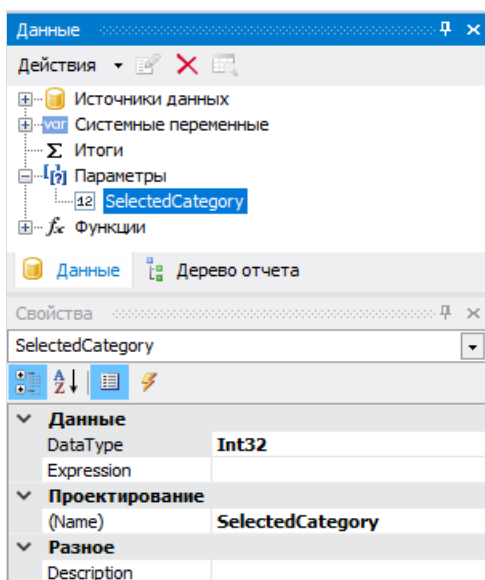 Данные
Действия
Источники данных
var Системные переменные
Σ Итоги
[?] Параметры
12 SelectedCategory
fx Функции
Данные Дерево отчета
Свойства
SelectedCategory
A Z
Данные
DataType Int32
Expression
Проектирование
(Name) SelectedCategory
Разное
Description